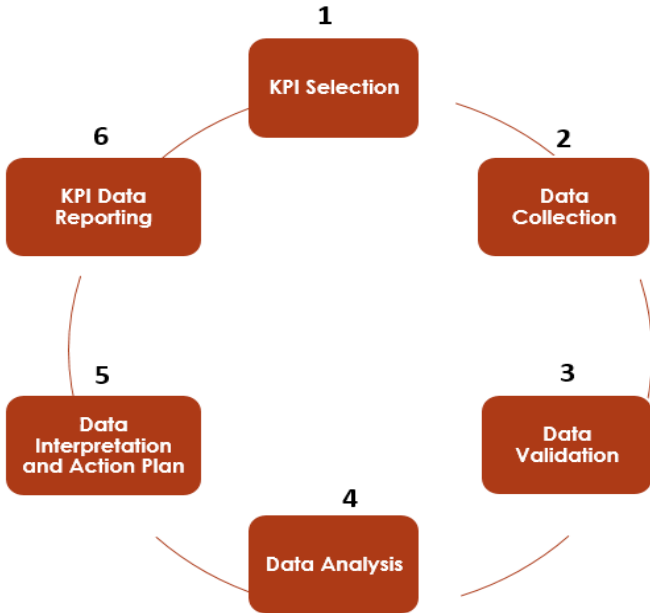 1
KPI Selection
2
Data
Collection
3
Data
Validation
4
Data Analysis
5
Data
Interpretation
and Action Plan
6
KPI Data
Reporting